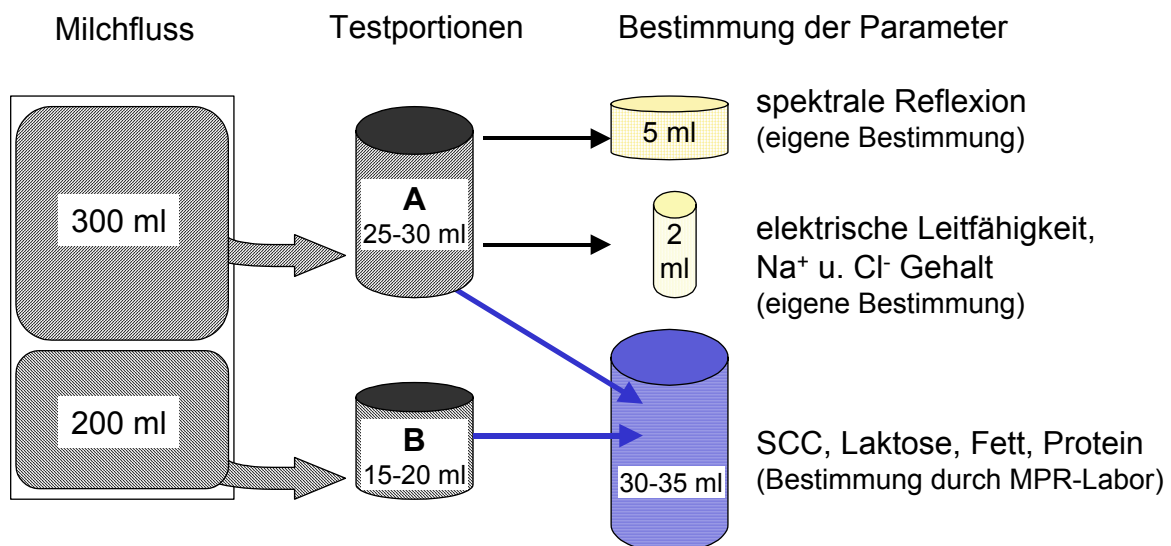 Milchfluss
Testportionen
Bestimmung der Parameter
300 ml
A
25-30 ml
5 ml
spektrale Reflexion
(eigene Bestimmung)
2
ml
elektrische Leitfähigkeit,
Na⁺ u. Cl⁻ Gehalt
(eigene Bestimmung)
200 ml
B
15-20 ml
30-35 ml
SCC, Laktose, Fett, Protein
(Bestimmung durch MPR-Labor)